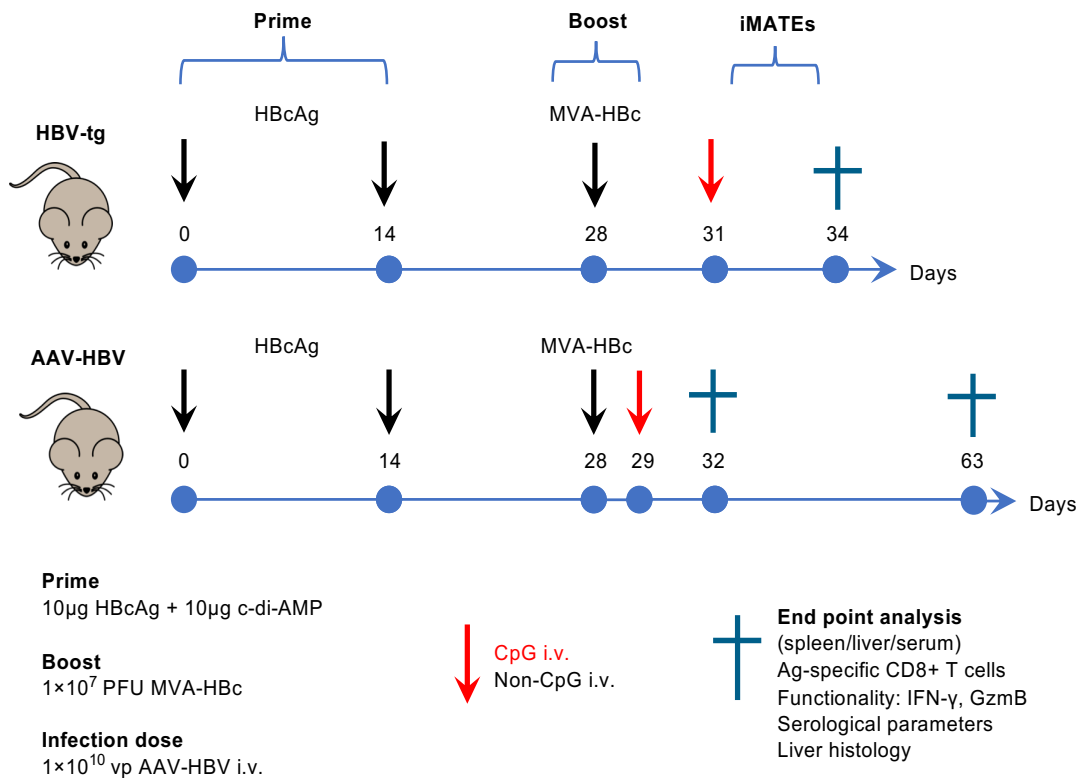 Prime Boost iMATEs
HBcAg MVA-HBc
HBV-tg
0 14 28 31 34
Days
HBcAg MVA-HBc
AAV-HBV
0 14 28 29 32 63
Days
Prime
10µg HBcAg + 10µg c-di-AMP
Boost
1×10⁷ PFU MVA-HBc
Infection dose
1×10¹⁰ vp AAV-HBV i.v.
CpG i.v.
Non-CpG i.v.
End point analysis
(spleen/liver/serum)
Ag-specific CD8+ T cells
Functionality: IFN-γ, GzmB
Serological parameters
Liver histology